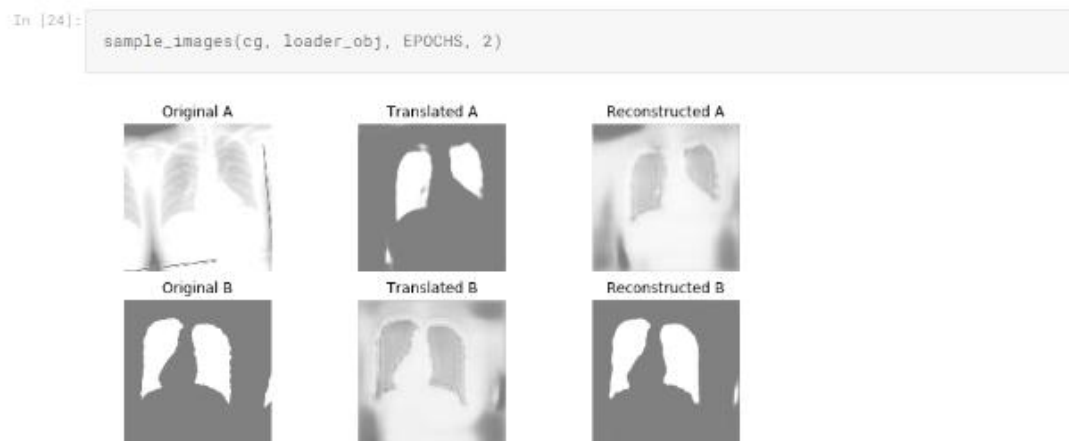 In [24]:
sample_images(cg, loader_obj, EPOCHS, 2)
Original A Translated A Reconstructed A
Original B Translated B Reconstructed B